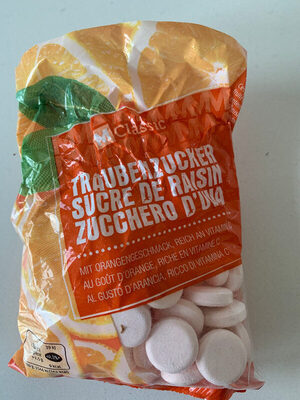 M Classic
TRAUBENZUCKER
SUCRE DE RAISIN
ZUCCHERO D'UVA
MIT ORANGENGESCHMACK, REICH AN VITAMIN
AU GOÛT D'ORANGE, RICHE EN VITAMINE C
AL GUSTO D'ARANCIA, RICCO DI VITAMINA C